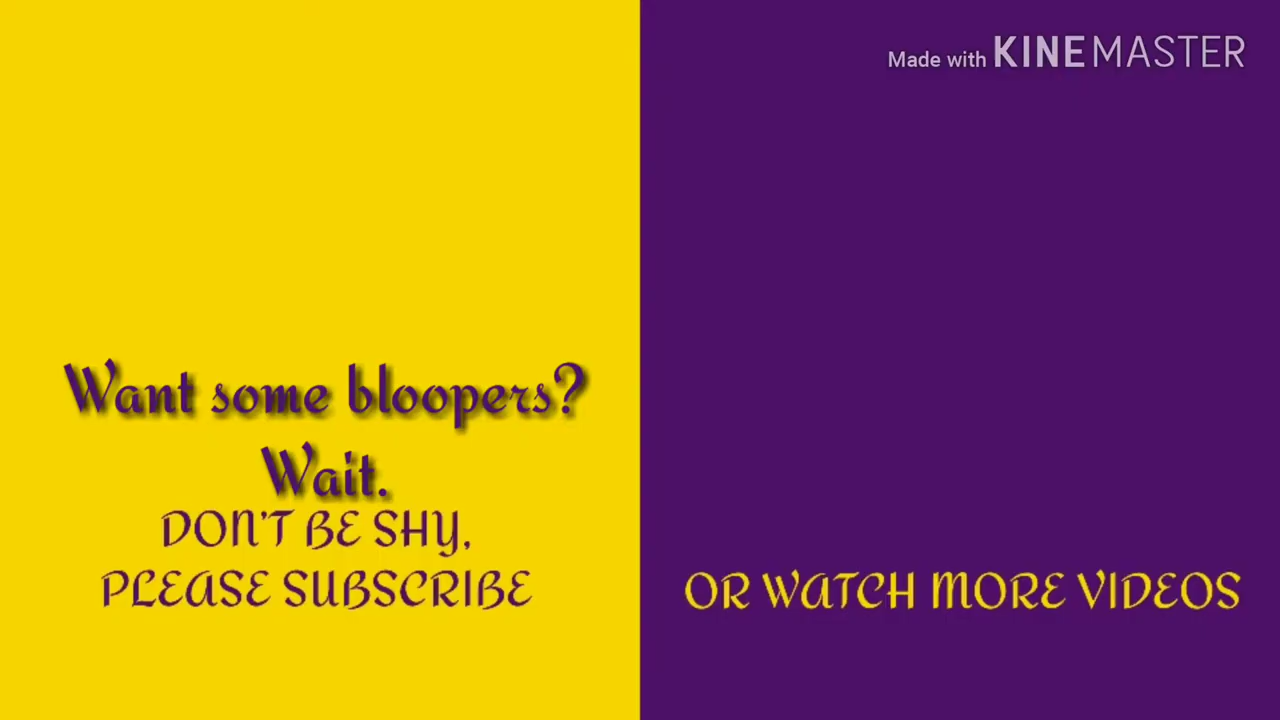 Made with KINEMASTER
Want some bloopers?
Wait.
DON'T BE SHY,
PLEASE SUBSCRIBE
OR WATCH MORE VIDEOS